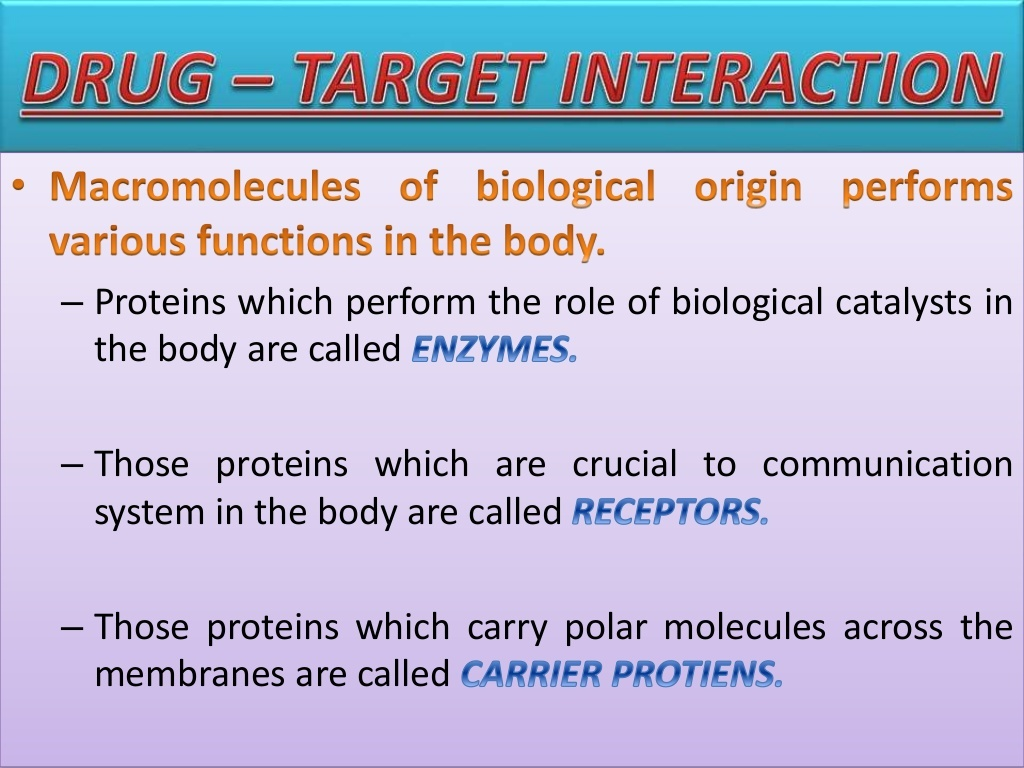 DRUG – TARGET INTERACTION
• Macromolecules of biological origin performs
various functions in the body.
– Proteins which perform the role of biological catalysts in
the body are called ENZYMES.
– Those proteins which are crucial to communication
system in the body are called RECEPTORS.
– Those proteins which carry polar molecules across the
membranes are called CARRIER PROTIENS.